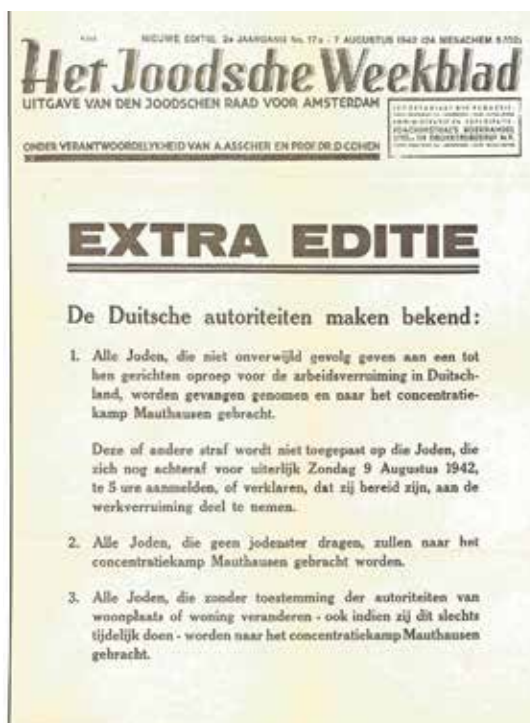 NIEUWE EDITIE 2e JAARGANG No. 17a - 7 AUGUSTUS 1942 (24 MENACHEM
Het Joodsche Weekblad
UITGAVE VAN DEN JOODSCHEN RAAD VOOR AMSTERDAM
ONDER VERANTWOORDELYKHEID VAN A. ASSCHER EN PROF. DR. D. COHEN
EXTRA EDITIE
De Duitsche autoriteiten maken bekend:
1. Alle Joden, die niet onverwijld gevolg geven aan een tot
hen gerichten oproep voor de arbeidsverruiming in Duitsch-
land, worden gevangen genomen en naar het concentratie-
kamp Mauthausen gebracht.
Deze of andere straf wordt niet toegepast op die Joden, die
zich nog achteraf voor uiterlijk Zondag 9 Augustus 1942,
te 5 ure aanmelden, of verklaren, dat zij bereid zijn, aan de
werkverruiming deel te nemen.
2. Alle Joden, die geen jodenster dragen, zullen naar het
concentratiekamp Mauthausen gebracht worden.
3. Alle Joden, die zonder toestemming der autoriteiten van
woonplaats of woning veranderen - ook indien zij dit slechts
tijdelijk doen - worden naar het concentratiekamp Mauthausen
gebracht.